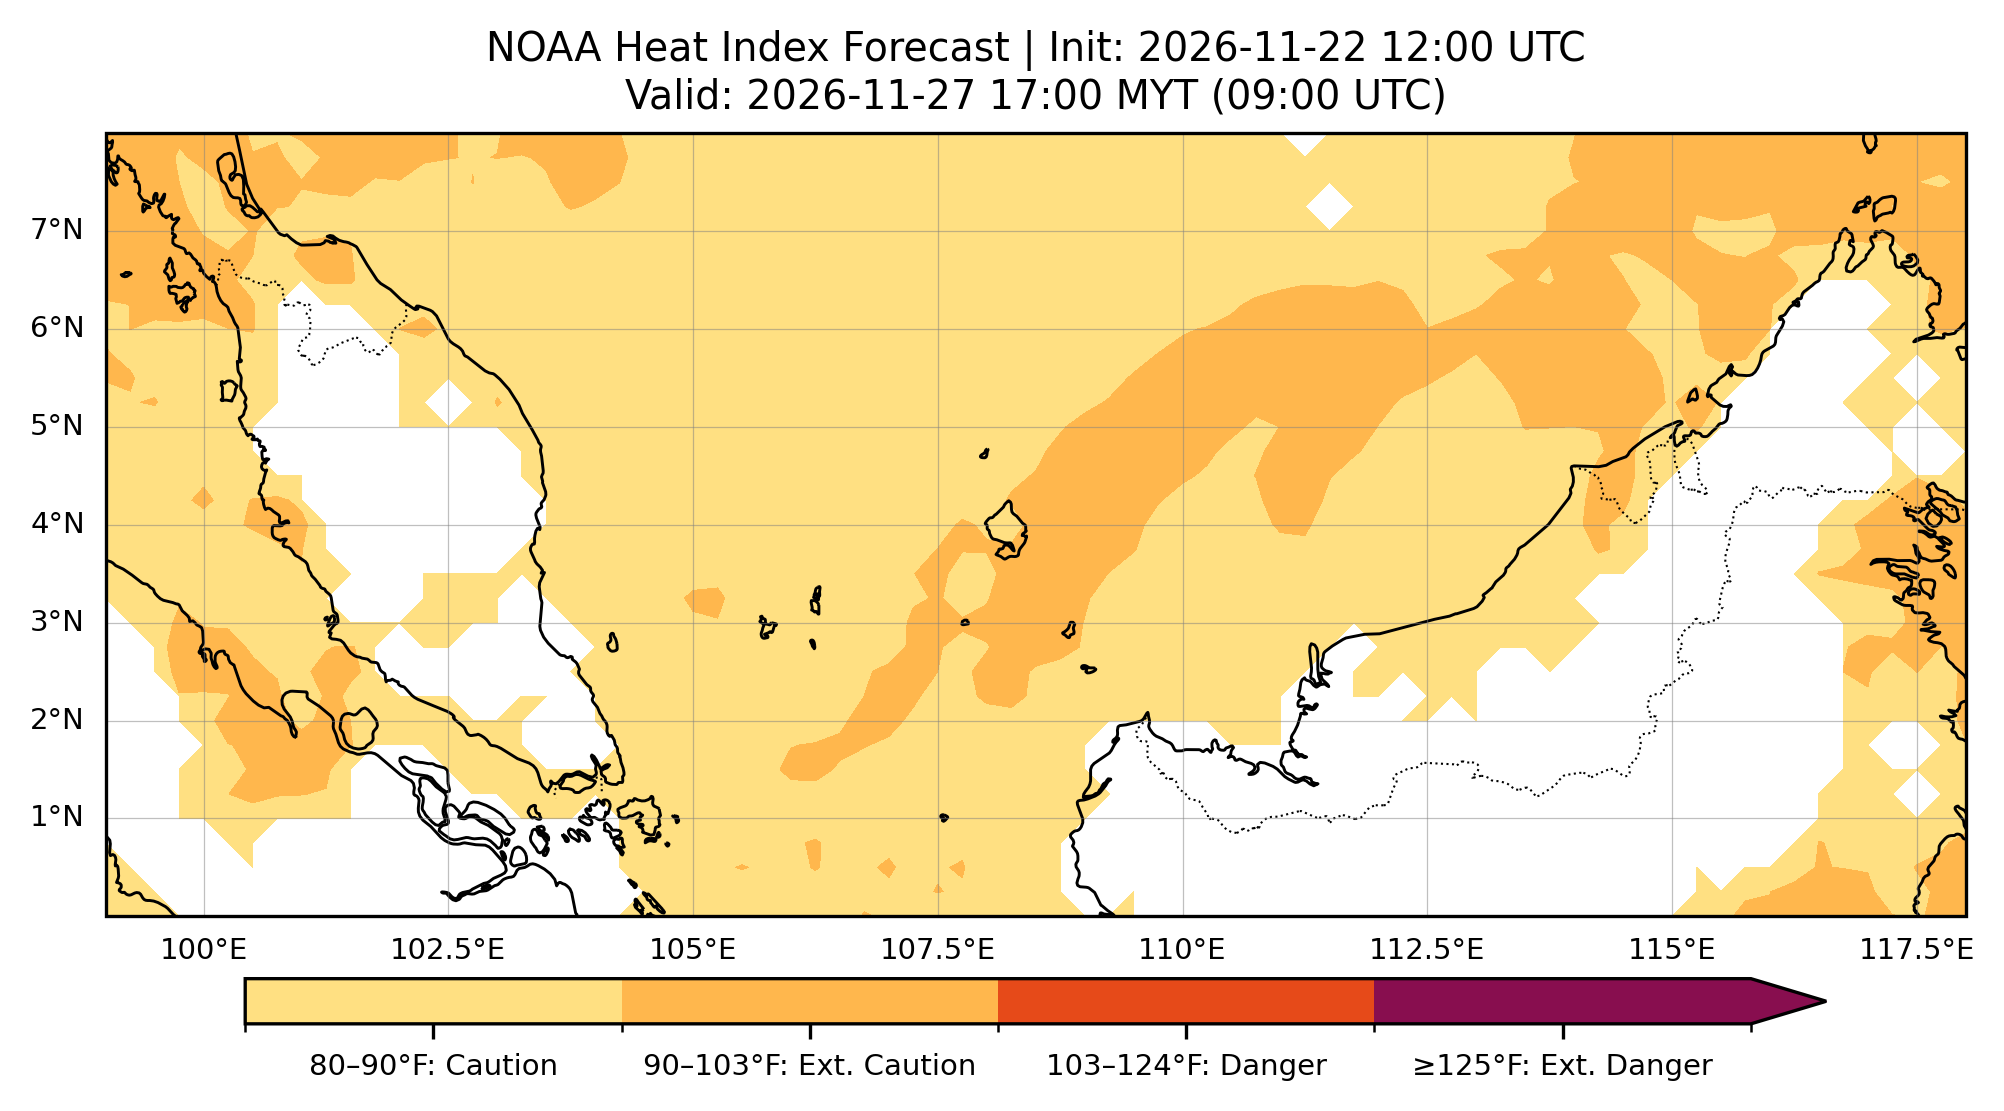 NOAA Heat Index Forecast | Init: 2026-11-22 12:00 UTC
Valid: 2026-11-27 17:00 MYT (09:00 UTC)
7°N
6°N
5°N
4°N
3°N
2°N
1°N
100°E
102.5°E
105°E
107.5°E
110°E
112.5°E
115°E
117.5°E
80–90°F: Caution
90–103°F: Ext. Caution
103–124°F: Danger
≥125°F: Ext. Danger